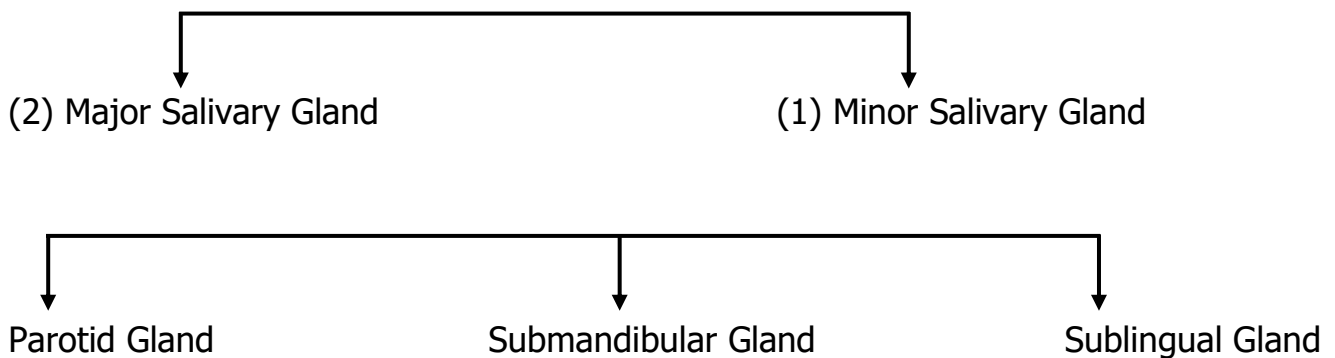 (2) Major Salivary Gland (1) Minor Salivary Gland
Parotid Gland Submandibular Gland Sublingual Gland